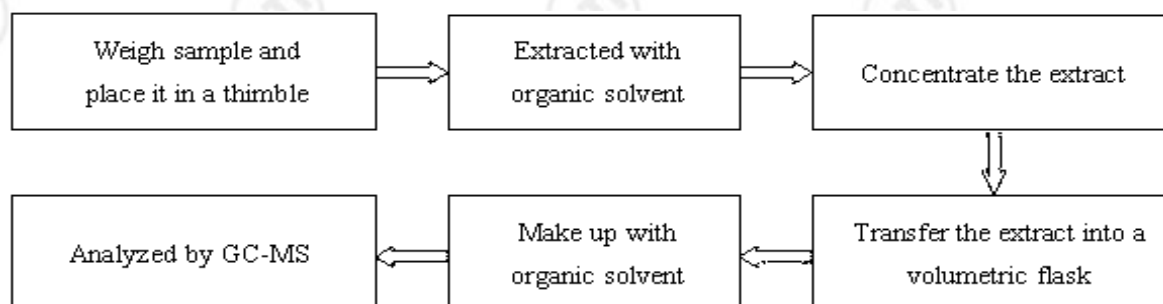 Weigh sample and
place it in a thimble
Extracted with
organic solvent
Concentrate the extract
Transfer the extract into a
volumetric flask
Make up with
organic solvent
Analyzed by GC-MS